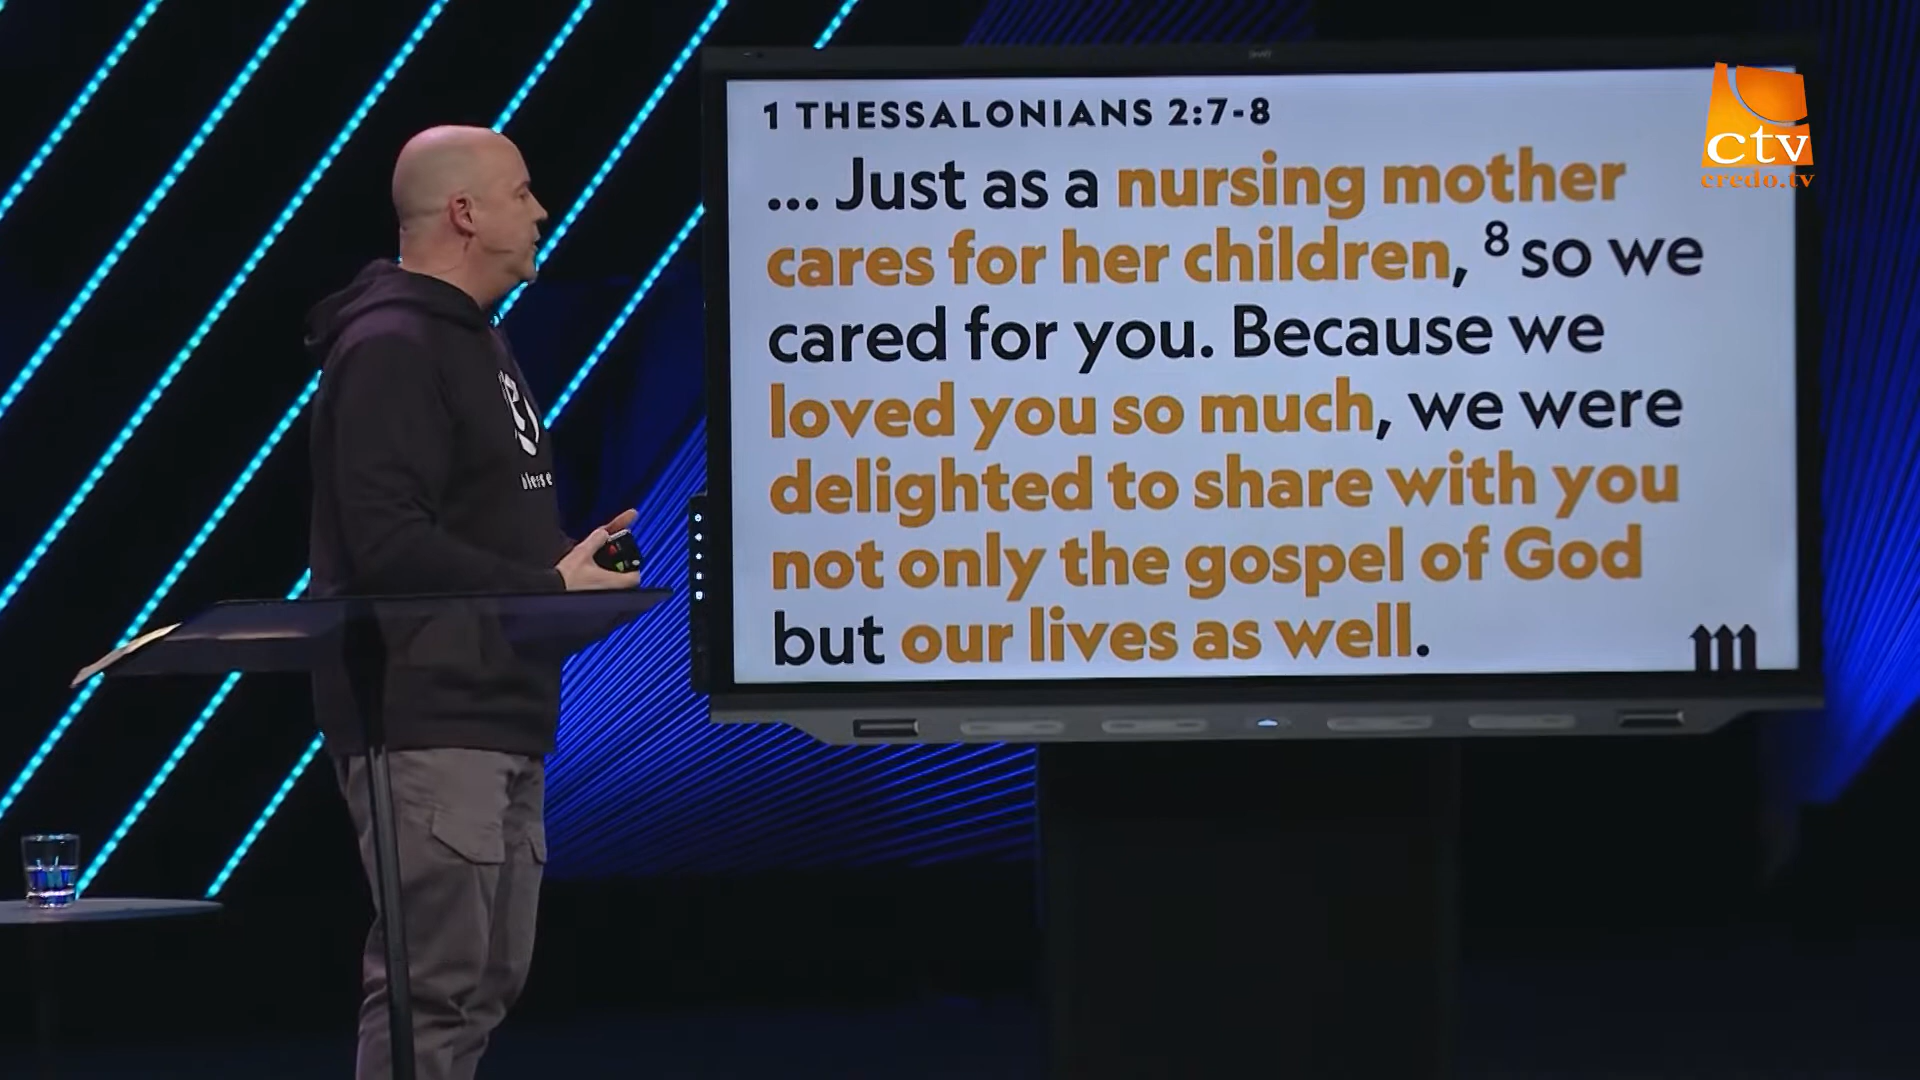 1 THESSALONIANS 2:7-8
... Just as a nursing mother
cares for her children, ⁸ so we
cared for you. Because we
loved you so much, we were
delighted to share with you
not only the gospel of God
but our lives as well.
ctv
credo.tv